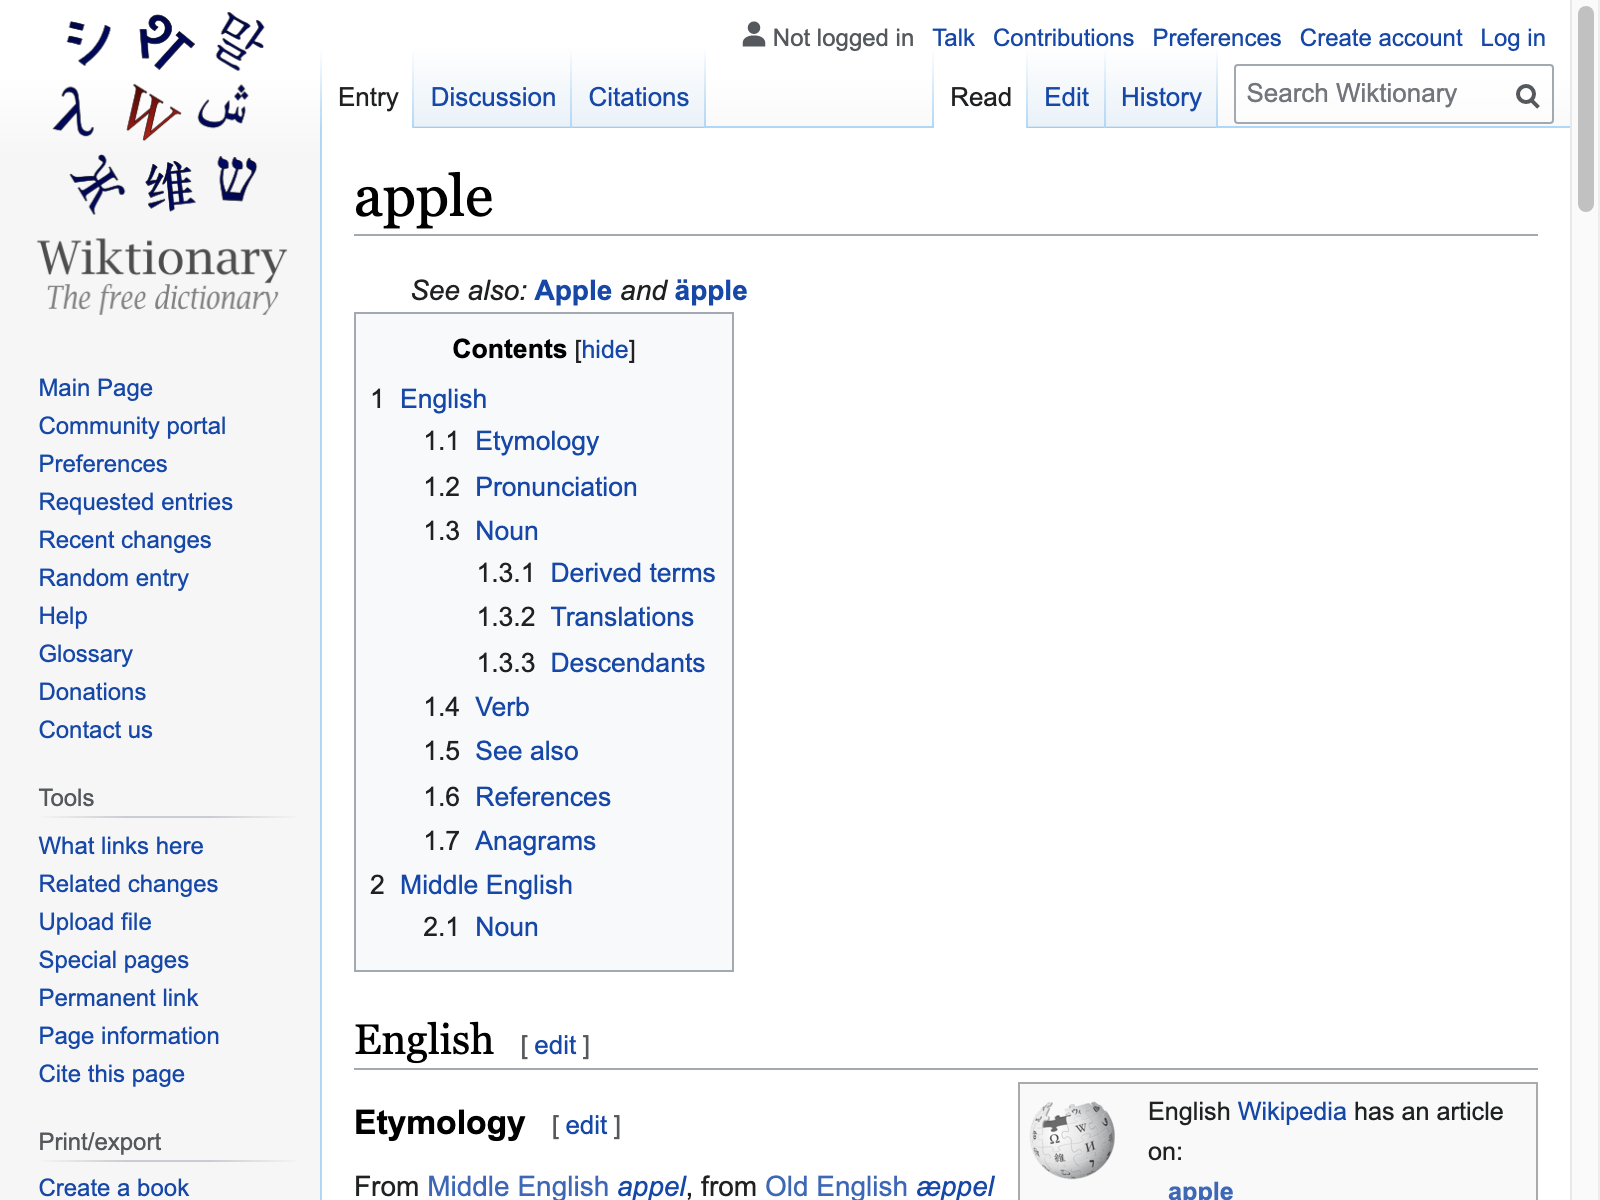 シ ዋ 말
λ W ش
維 ש
Wiktionary
The free dictionary
Not logged in Talk Contributions Preferences Create account Log in
Entry Discussion Citations Read Edit History Search Wiktionary
apple
See also: Apple and äpple
Contents [hide]
1 English
1.1 Etymology
1.2 Pronunciation
1.3 Noun
1.3.1 Derived terms
1.3.2 Translations
1.3.3 Descendants
1.4 Verb
1.5 See also
1.6 References
1.7 Anagrams
2 Middle English
2.1 Noun
Main Page
Community portal
Preferences
Requested entries
Recent changes
Random entry
Help
Glossary
Donations
Contact us
Tools
What links here
Related changes
Upload file
Special pages
Permanent link
Page information
Cite this page
Print/export
Create a book
English [ edit ]
Etymology [ edit ]
From Middle English appel, from Old English æppel
English Wikipedia has an article
on:
apple